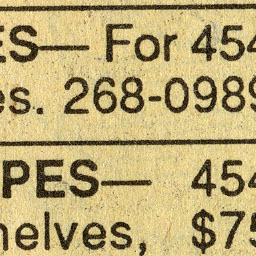 ES— For 454
es. 268-0989
PES— 454
helves, $75